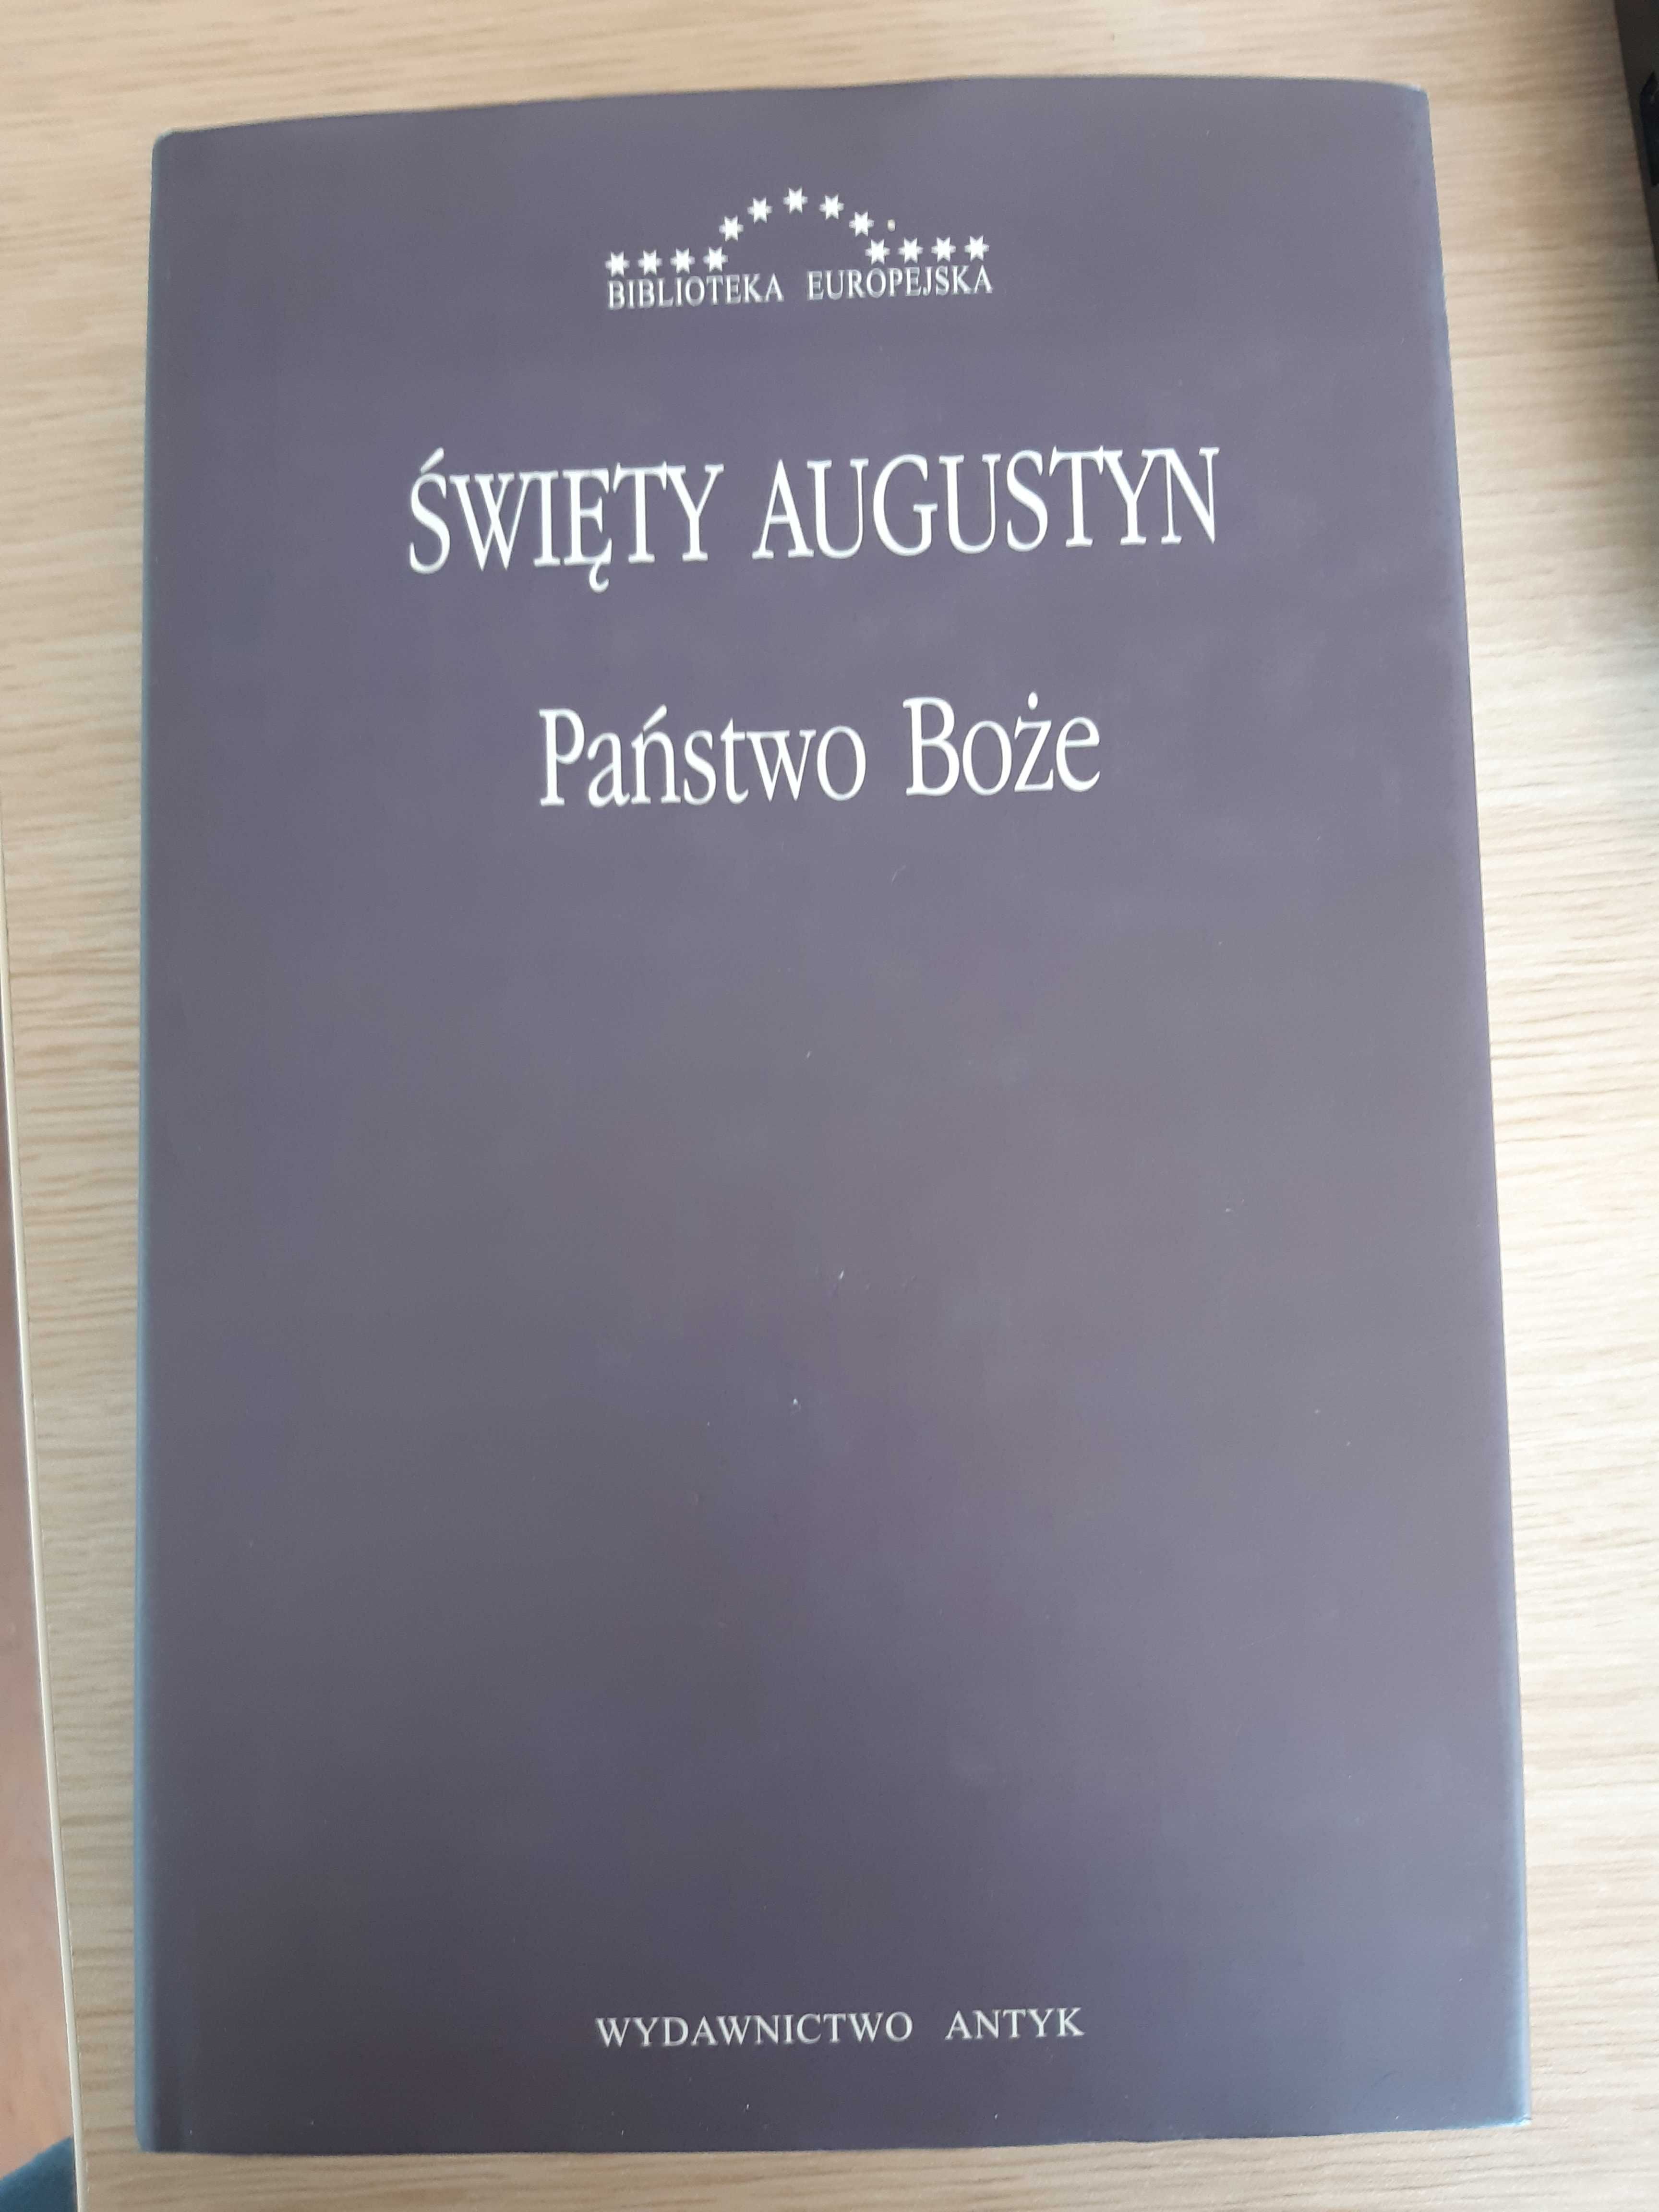 BIBLIOTEKA EUROPEJSKA
ŚWIĘTY AUGUSTYN
Państwo Boże
WYDAWNICTWO ANTYK